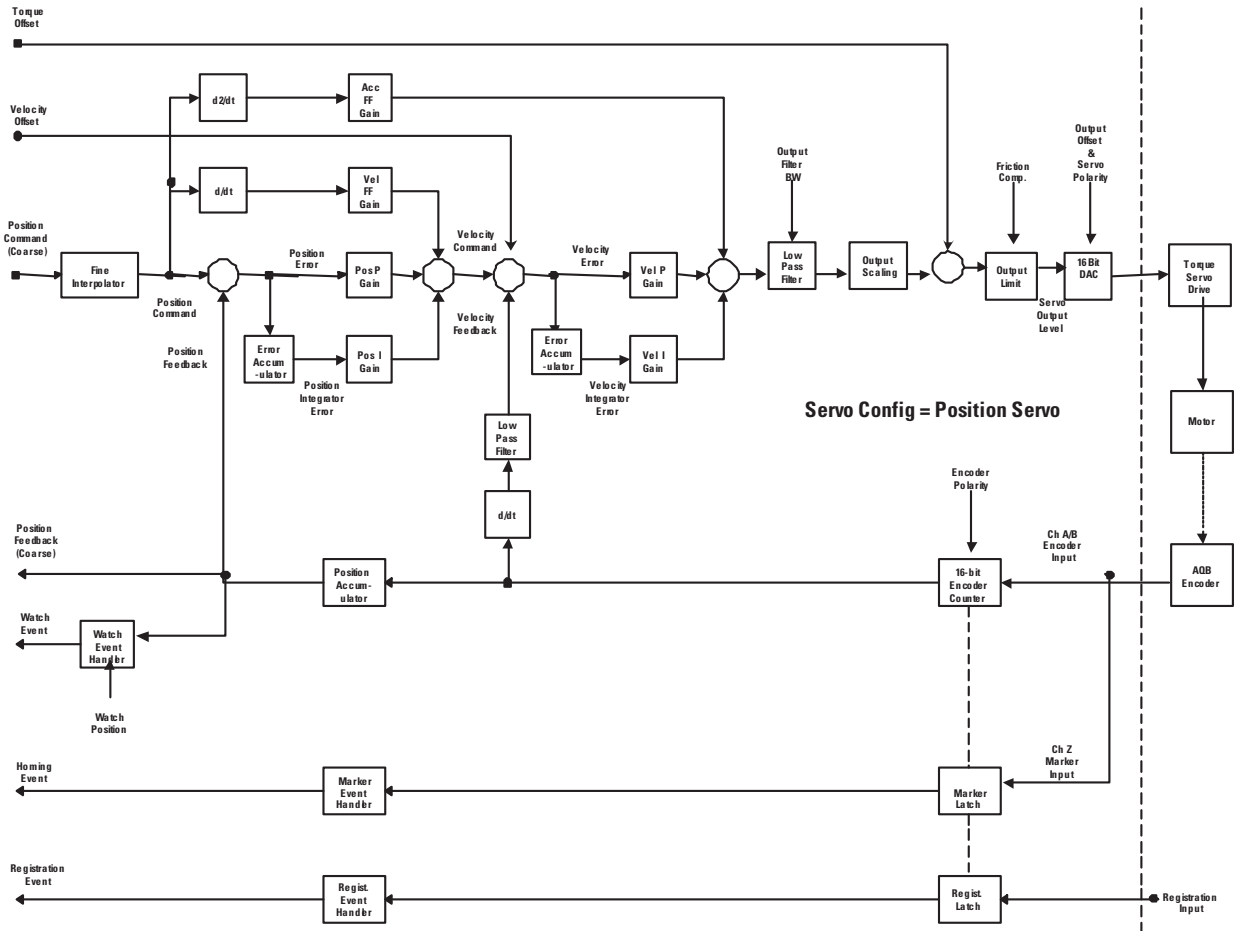 Torque
Offset
d2/dt
Acc
FF
Gain
Velocity
Offset
Output
Filter
BW
Output
Offset
&
Servo
Polarity
Friction
Comp.
d/dt
Vel
FF
Gain
Position
Command
(Coarse)
Fine
Interpolator
Position
Command
Position
Feedback
Position
Error
Pos P
Gain
Error
Accum
-ulator
Position
Integrator
Error
Pos I
Gain
Velocity
Command
Velocity
Feedback
Velocity
Error
Vel P
Gain
Error
Accum
-ulator
Velocity
Integrator
Error
Vel I
Gain
Low
Pass
Filter
Output
Scaling
Output
Limit
Servo
Output
Level
16 Bit
DAC
Torque
Servo
Drive
Servo Config = Position Servo
Low
Pass
Filter
d/dt
Motor
Encoder
Polarity
Ch A/B
Encoder
Input
Position
Feedback
(Coarse)
Position
Accum-
ulator
16-bit
Encoder
Counter
AQB
Encoder
Watch
Event
Watch
Event
Handler
Watch
Position
Homing
Event
Marker
Event
Handler
Marker
Latch
Ch Z
Marker
Input
Registration
Event
Regist.
Event
Handler
Regist.
Latch
Registration
Input